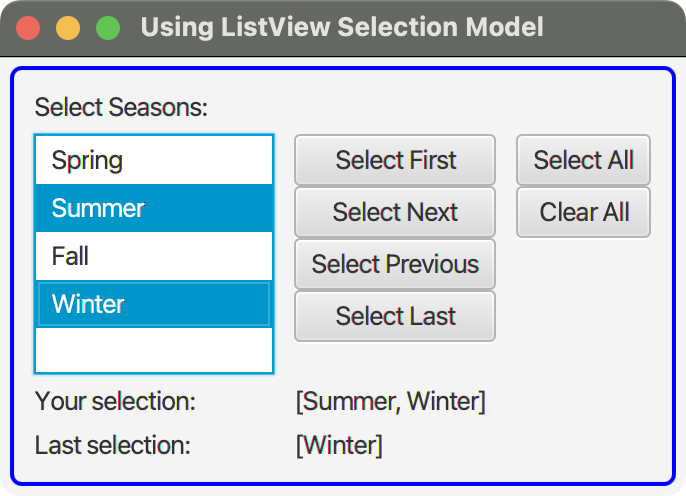 Using ListView Selection Model
Select Seasons:
Spring
Summer
Fall
Winter
Select First
Select Next
Select Previous
Select Last
Select All
Clear All
Your selection: [Summer, Winter]
Last selection: [Winter]